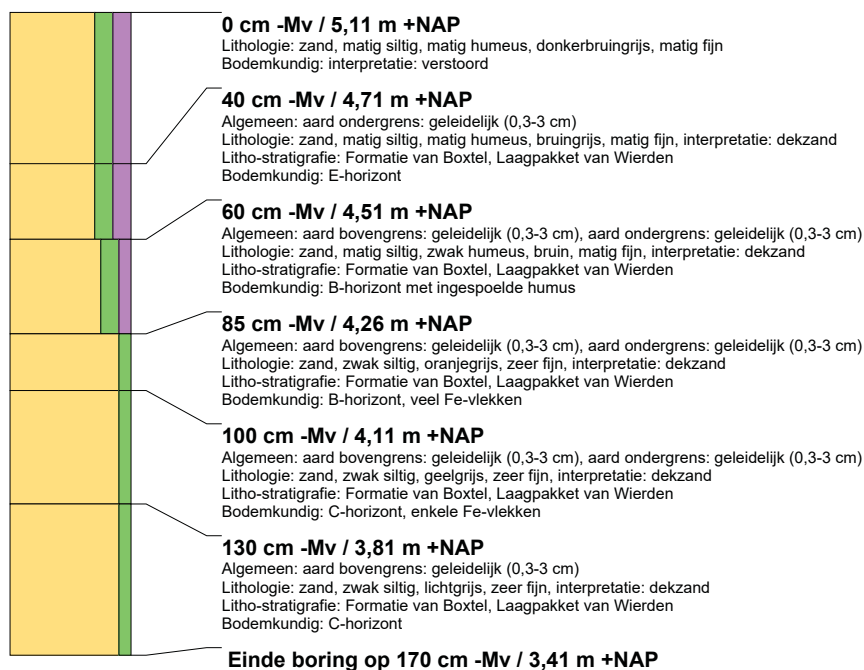 0 cm -Mv / 5,11 m +NAP
Lithologie: zand, matig siltig, matig humeus, donkerbruingrijs, matig fijn
Bodemkundig: interpretatie: verstoord
40 cm -Mv / 4,71 m +NAP
Algemeen: aard ondergrens: geleidelijk (0,3-3 cm)
Lithologie: zand, matig siltig, matig humeus, bruingrijs, matig fijn, interpretatie: dekzand
Litho-stratigrafie: Formatie van Boxtel, Laagpakket van Wierden
Bodemkundig: E-horizont
60 cm -Mv / 4,51 m +NAP
Algemeen: aard bovengrens: geleidelijk (0,3-3 cm), aard ondergrens: geleidelijk (0,3-3 cm)
Lithologie: zand, matig siltig, zwak humeus, bruin, matig fijn, interpretatie: dekzand
Litho-stratigrafie: Formatie van Boxtel, Laagpakket van Wierden
Bodemkundig: B-horizont met ingespoelde humus
85 cm -Mv / 4,26 m +NAP
Algemeen: aard bovengrens: geleidelijk (0,3-3 cm), aard ondergrens: geleidelijk (0,3-3 cm)
Lithologie: zand, zwak siltig, oranjegrijs, zeer fijn, interpretatie: dekzand
Litho-stratigrafie: Formatie van Boxtel, Laagpakket van Wierden
Bodemkundig: B-horizont, veel Fe-vlekken
100 cm -Mv / 4,11 m +NAP
Algemeen: aard bovengrens: geleidelijk (0,3-3 cm), aard ondergrens: geleidelijk (0,3-3 cm)
Lithologie: zand, zwak siltig, geelgrijs, zeer fijn, interpretatie: dekzand
Litho-stratigrafie: Formatie van Boxtel, Laagpakket van Wierden
Bodemkundig: C-horizont, enkele Fe-vlekken
130 cm -Mv / 3,81 m +NAP
Algemeen: aard bovengrens: geleidelijk (0,3-3 cm)
Lithologie: zand, zwak siltig, lichtgrijs, zeer fijn, interpretatie: dekzand
Litho-stratigrafie: Formatie van Boxtel, Laagpakket van Wierden
Bodemkundig: C-horizont
Einde boring op 170 cm -Mv / 3,41 m +NAP